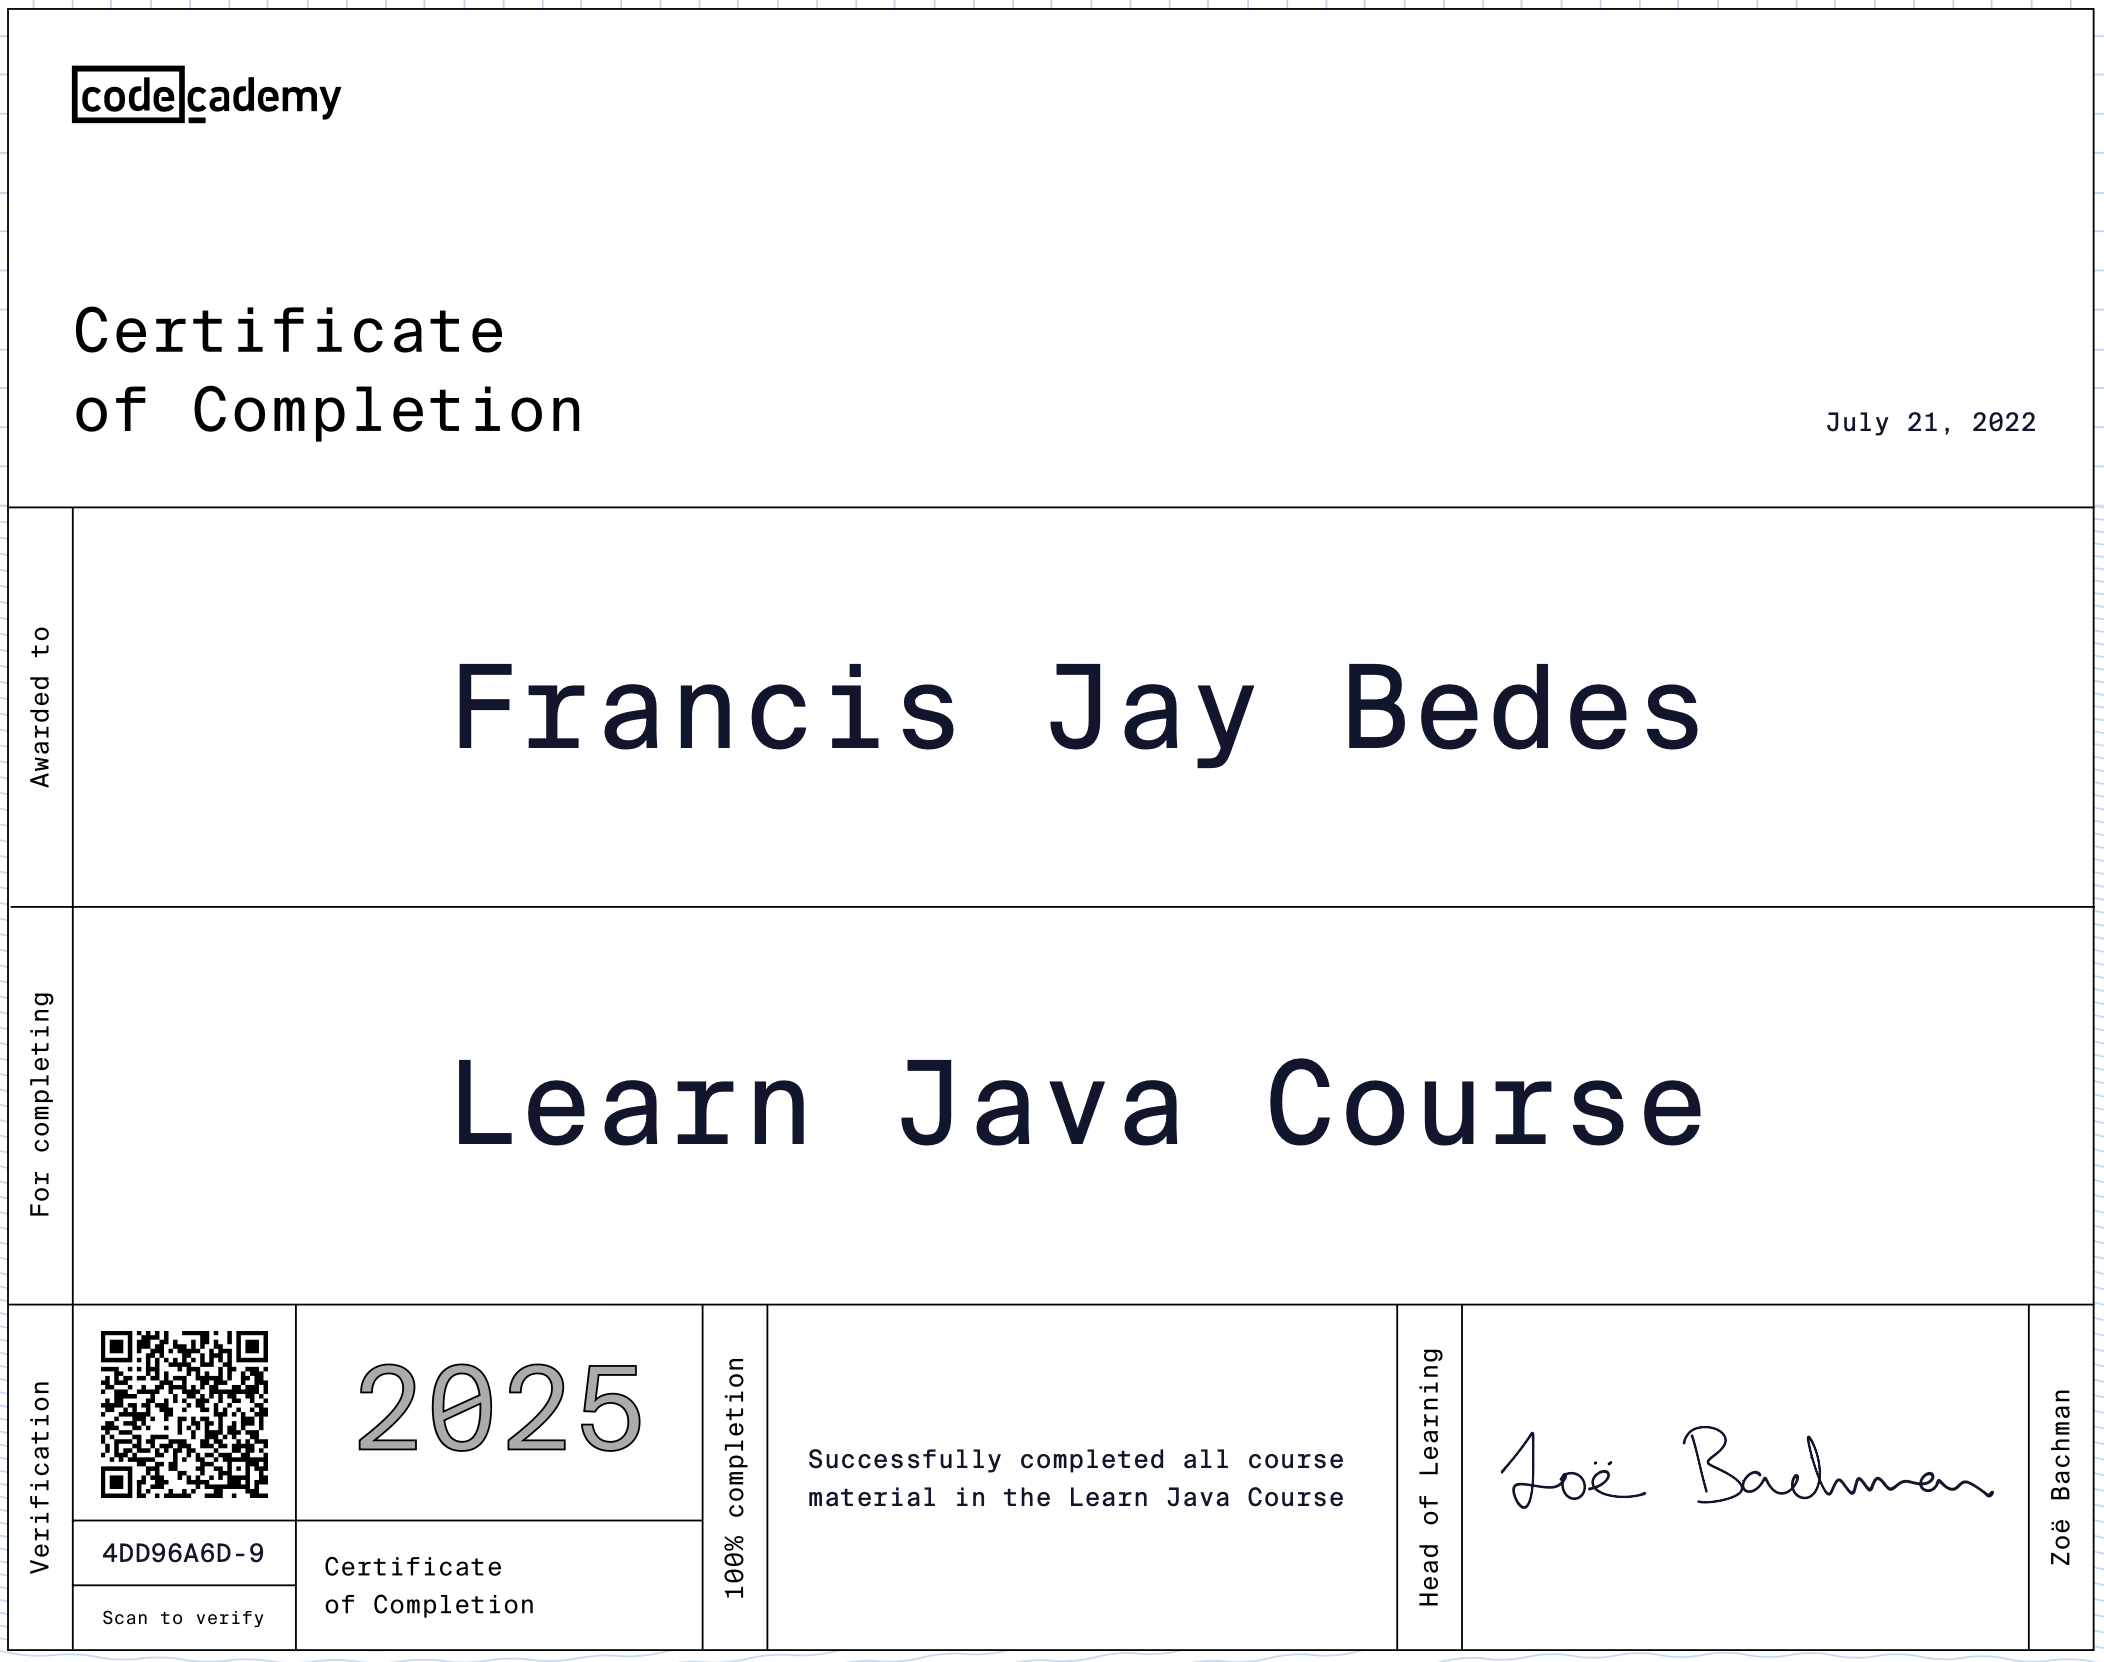 codecademy
Certificate
of Completion
July 21, 2022
Awarded to
Francis Jay Bedes
For completing
Learn Java Course
Verification
4DD96A6D-9
Scan to verify
2025
Certificate
of Completion
100% completion
Successfully completed all course
material in the Learn Java Course
Head of Learning
Zoë Bachman
Zoë Bachman